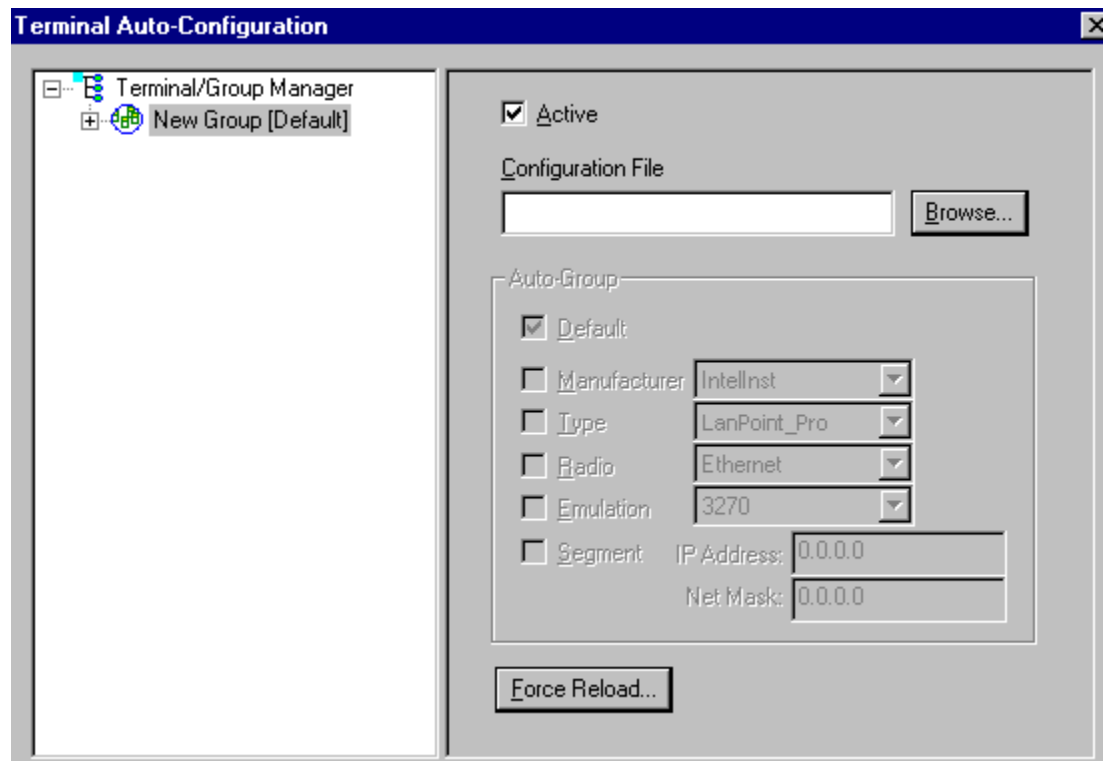 Terminal Auto-Configuration
Terminal/Group Manager
New Group [Default]
Active
Configuration File
Browse...
Auto-Group
Default
Manufacturer IntelInst
Type LanPoint_Pro
Radio Ethernet
Emulation 3270
Segment IP Address: 0.0.0.0
Net Mask: 0.0.0.0
Force Reload...